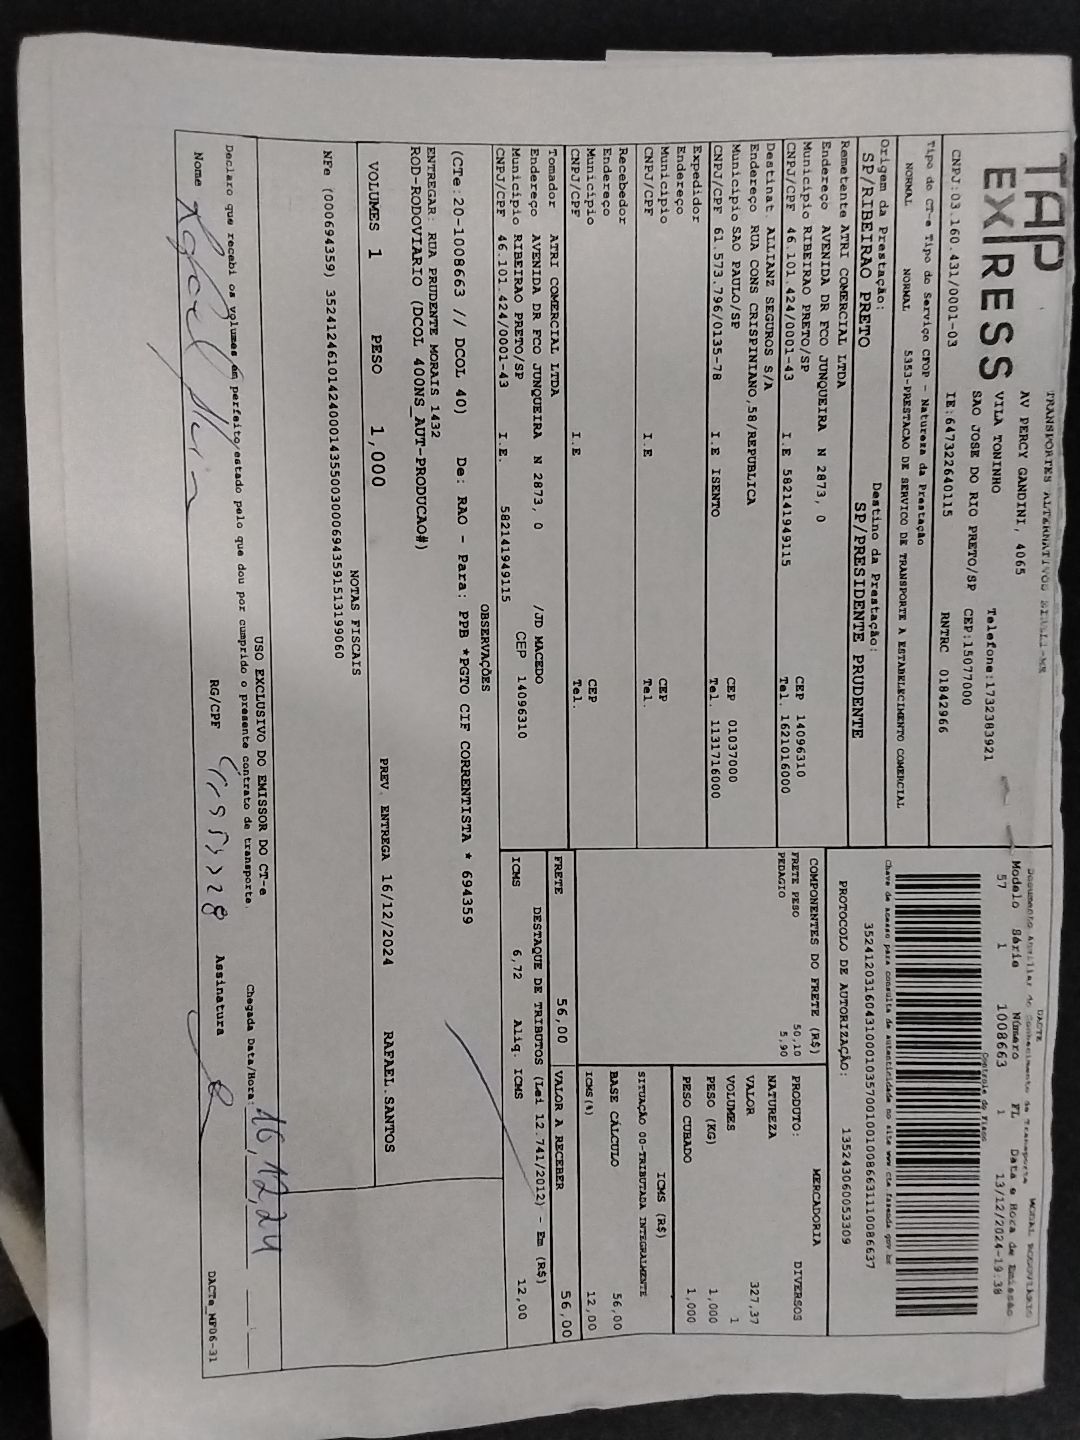 TAP
EXPRESS
TRANSPORTES ALTERNATIVOS
AV PERCY GANDINI, 4065
VILA TONINHO
Telefone:1732383921
SAO JOSE DO RIO PRETO/SP CEP:15077000
CNPJ:03.160.431/0001-03 IE:647322640115 RNTRC 01842966
Tipo do CT-e Tipo do Serviço CFOP - Natureza da Prestação
NORMAL NORMAL 5353-PRESTACAO DE SERVICO DE TRANSPORTE A ESTABELECIMENTO COMERCIAL
Origem da Prestação: Destino da Prestação:
SP/RIBEIRAO PRETO SP/PRESIDENTE PRUDENTE
Remetente ATRI COMERCIAL LTDA
Endereço AVENIDA DR FCO JUNQUEIRA N 2873, 0
Município RIBEIRAO PRETO/SP CEP 14096310
CNPJ/CPF 46.101.424/0001-43 I.E 582141949115 Tel. 1621016000
Destinat. ALLIANZ SEGUROS S/A
Endereço RUA CONS CRISPINIANO,58/REPUBLICA
Município SAO PAULO/SP CEP 01037000
CNPJ/CPF 61.573.796/0135-78 I.E ISENTO Tel. 1131716000
Expedidor
Endereço
Município CEP
CNPJ/CPF I.E Tel.
Recebedor
Endereço
Município CEP
CNPJ/CPF I.E Tel.
Tomador ATRI COMERCIAL LTDA
Endereço AVENIDA DR FCO JUNQUEIRA N 2873, 0 /JD MACEDO
Município RIBEIRAO PRETO/SP CEP 14096310
CNPJ/CPF 46.101.424/0001-43 I.E. 582141949115
DACTE
Documento Auxiliar do Conhecimento de Transporte MODAL RODOVIARIO
Modelo Série Número FL Data e Hora de Emissão
57 1 1008663 1 13/12/2024-19:38
Controle do Fisco
Chave de acesso para consulta de autenticidade no site www.cte.fazenda.gov.br
35241203160431000103570010010086631110086637
PROTOCOLO DE AUTORIZAÇÃO: 135243060053309
COMPONENTES DO FRETE (R$)
FRETE PESO 50,10
PEDAGIO 5,90
MERCADORIA
PRODUTO: DIVERSOS
NATUREZA
VALOR 327,37
VOLUMES 1
PESO (KG) 1,000
PESO CUBADO 1,000
ICMS (R$)
SITUAÇÃO 00-TRIBUTADA INTEGRALMENTE
BASE CÁLCULO 56,00
ICMS(%) 12,00
FRETE 56,00 VALOR A RECEBER 56,00
DESTAQUE DE TRIBUTOS (Lei 12.741/2012) - Em (R$)
ICMS 6,72 Aliq. ICMS 12,00
OBSERVAÇÕES
(CTe:20-1008663 // DCOL 40) De: RAO - Para: PPB *PGTO CIF CORRENTISTA * 694359
ENTREGAR: RUA PRUDENTE MORAIS 1432
ROD-RODOVIARIO (DCOL 400NS_AUT-PRODUCAO#)
VOLUMES 1 PESO 1,000 PREV. ENTREGA 16/12/2024 RAFAEL.SANTOS
NOTAS FISCAIS
NFe (000694359) 35241246101424000143550030006943591513199060
USO EXCLUSIVO DO EMISSOR DO CT-e
Declaro que recebi os volumes em perfeito estado pelo que dou por cumprido o presente contrato de transporte. Chegada Data/Hora: 16/12/24
Nome RG/CPF Assinatura
DACTe_MF06-31